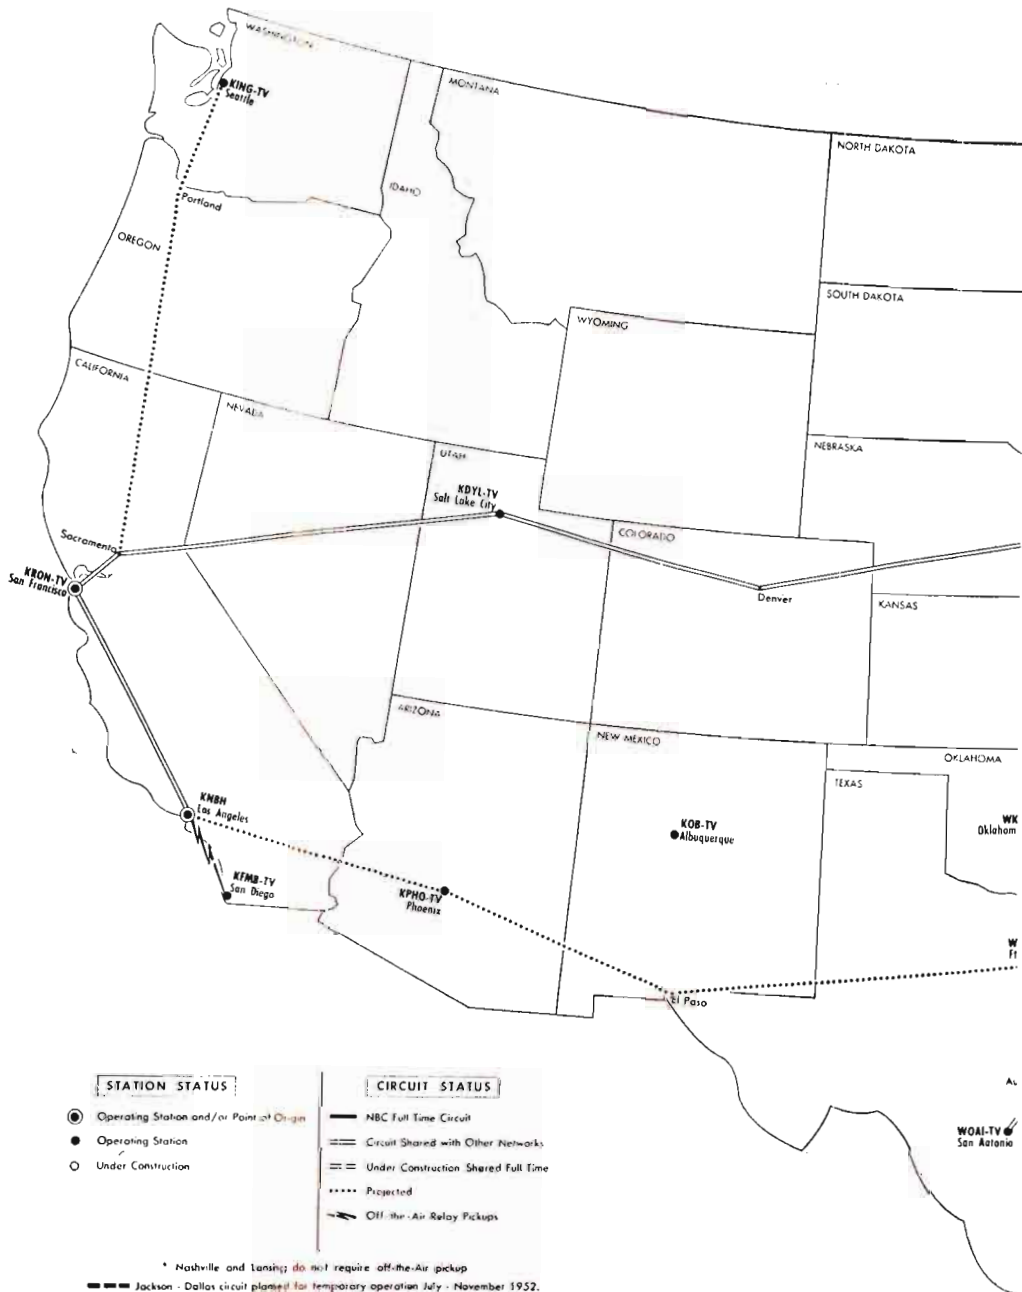 WASHINGTON
KING-TV
Seattle
MONTANA
NORTH DAKOTA
IDAHO
Portland
OREGON
SOUTH DAKOTA
WYOMING
CALIFORNIA
NEVADA
NEBRASKA
UTAH
KDYL-TV
Salt Lake City
COLORADO
Sacramento
KRON-TV
San Francisco
Denver
KANSAS
ARIZONA
NEW MEXICO
OKLAHOMA
TEXAS
KNBH
Los Angeles
KOB-TV
Albuquerque
WK
Oklahom
KFMB-TV
San Diego
KPHO-TV
Phoenix
W
Ft
El Paso
STATION STATUS
Operating Station and/or Point of Origin
Operating Station
Under Construction
CIRCUIT STATUS
NBC Full Time Circuit
Circuit Shared with Other Networks
Under Construction Shared Full Time
Projected
Off-the-Air Relay Pickups
Au
WOAI-TV
San Antonio
* Nashville and Lansing; do not require off-the-Air pickup
Jackson - Dallas circuit planned for temporary operation July - November 1952.